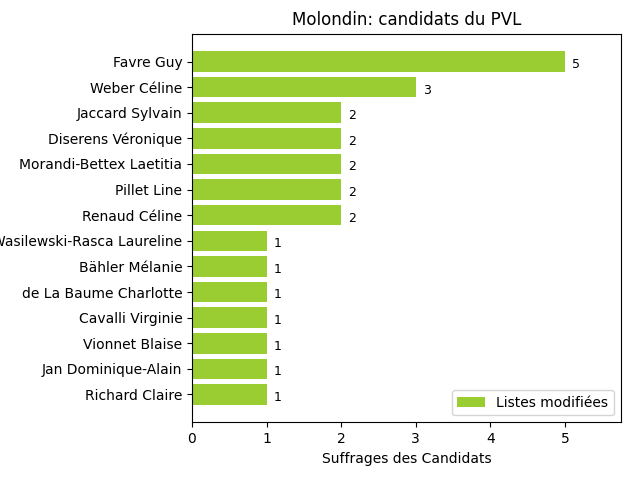 Molondin: candidats du PVL
Favre Guy 5
Weber Céline 3
Jaccard Sylvain 2
Diserens Véronique 2
Morandi-Bettex Laetitia 2
Pillet Line 2
Renaud Céline 2
Wasilewski-Rasca Laureline 1
Bähler Mélanie 1
de La Baume Charlotte 1
Cavalli Virginie 1
Vionnet Blaise 1
Jan Dominique-Alain 1
Richard Claire 1
Listes modifiées
0 1 2 3 4 5
Suffrages des Candidats